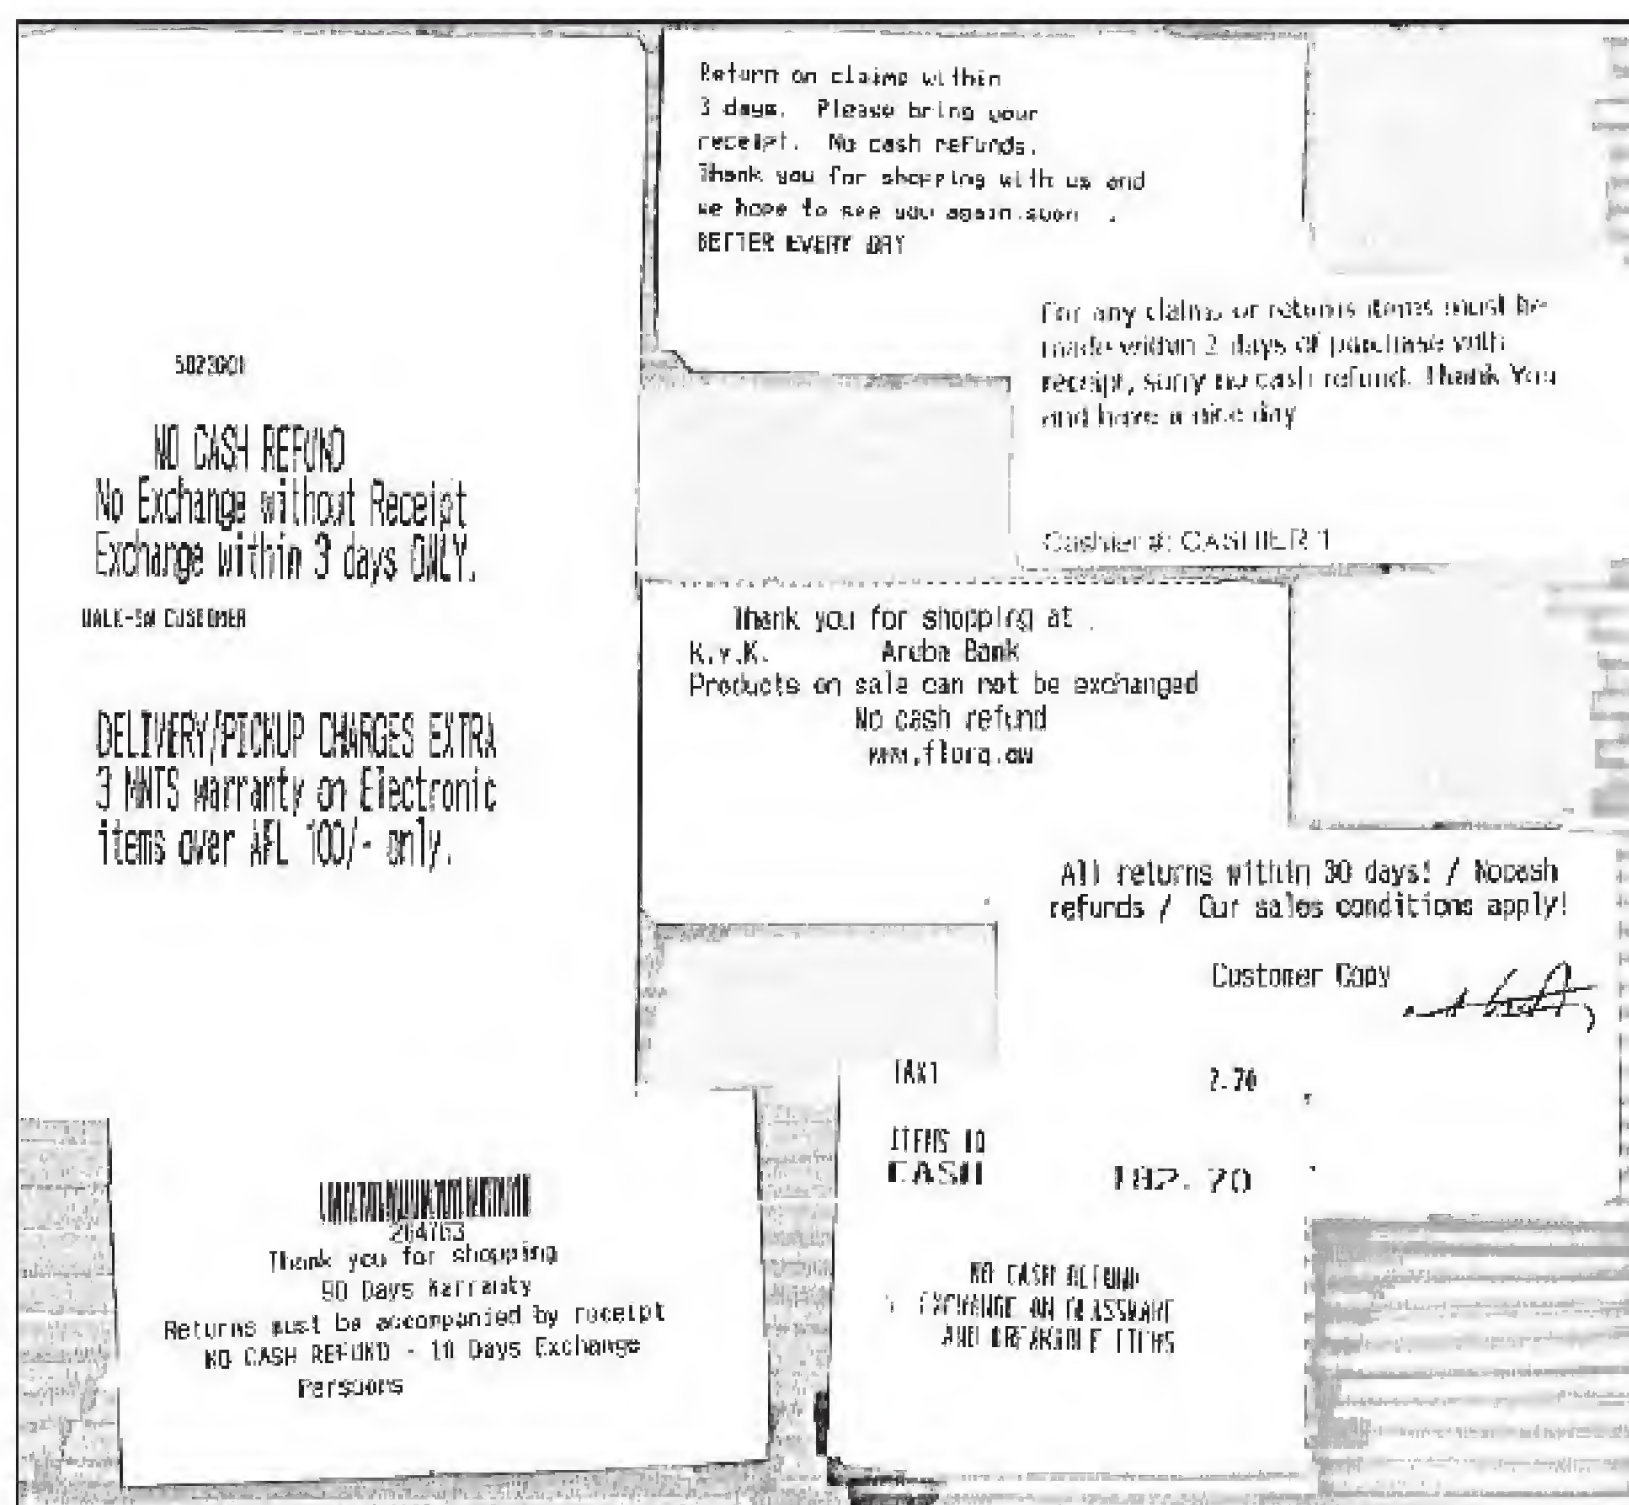 NO CASH REFUND
No Exchange without Receipt
Exchange within 3 days ONLY.
CUSTOMER
DELIVERY/PICKUP CHARGES EXTRA
3 MNTS warranty on Electronic
items over AFL 100/- only.
Return on claims within
3 days. Please bring your
receipt. No cash refunds.
Thank you for shopping with us and
we hope to see you again soon .
BETTER EVERY DAY
For any claims or returns items must be
made within 2 days of purchase with
receipt, sorry no cash refund. Thank You
and have a nice day
Cashier #: CASHIER 1
Thank you for shopping at .
K.v.K. Aruba Bank
Products on sale can not be exchanged
No cash refund
All returns within 30 days! / Nocash
refunds / Our sales conditions apply!
Customer Copy
TAX1 2.70
ITEMS 10
CASH 182.70
NO CASH REFUND
EXCHANGE ON GLASSWARE
AND BREAKABLE ITEMS
264763
Thank you for shopping
90 Days Warranty
Returns must be accompanied by receipt
NO CASH REFUND - 10 Days Exchange
Persoons